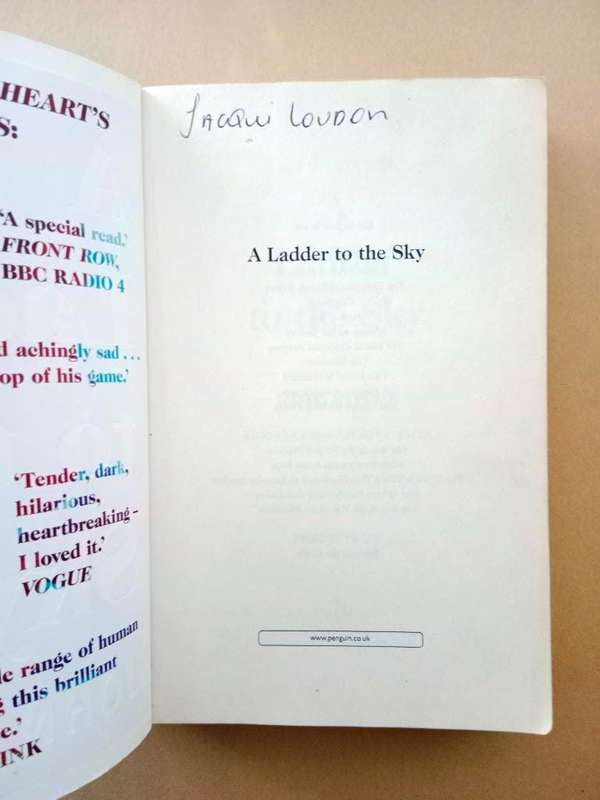 HEART'S
S:
'A special read.'
FRONT ROW,
BBC RADIO 4
d achingly sad ...
op of his game.'
'Tender, dark,
hilarious,
heartbreaking –
I loved it.'
VOGUE
le range of human
g this brilliant
e.'
INK
Jacqui Loudon
A Ladder to the Sky
www.penguin.co.uk